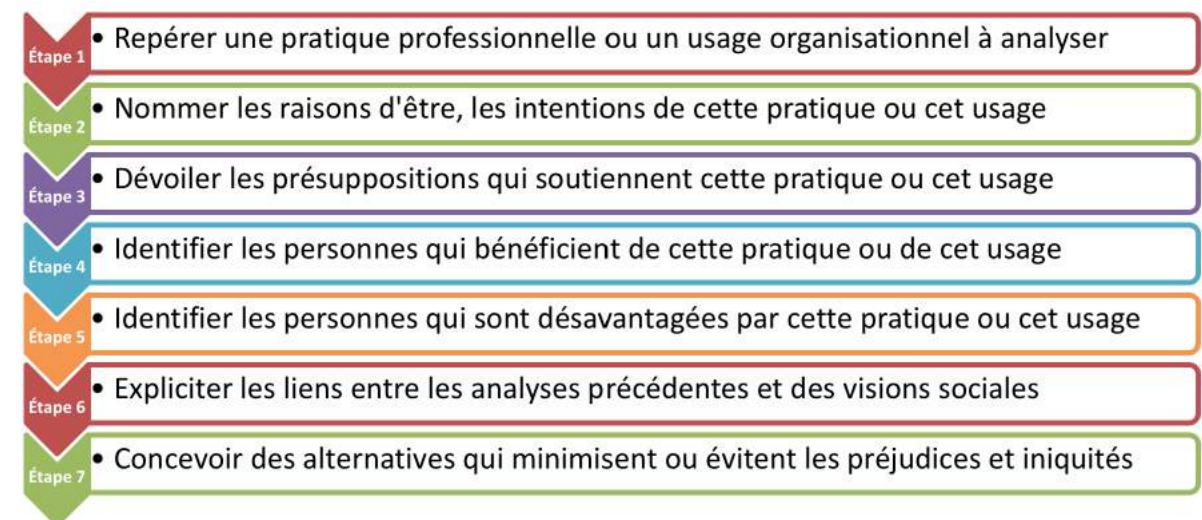 Étape 1
• Repérer une pratique professionnelle ou un usage organisationnel à analyser
Étape 2
• Nommer les raisons d'être, les intentions de cette pratique ou cet usage
Étape 3
• Dévoiler les présuppositions qui soutiennent cette pratique ou cet usage
Étape 4
• Identifier les personnes qui bénéficient de cette pratique ou de cet usage
Étape 5
• Identifier les personnes qui sont désavantagées par cette pratique ou cet usage
Étape 6
• Expliciter les liens entre les analyses précédentes et des visions sociales
Étape 7
• Concevoir des alternatives qui minimisent ou évitent les préjudices et iniquités